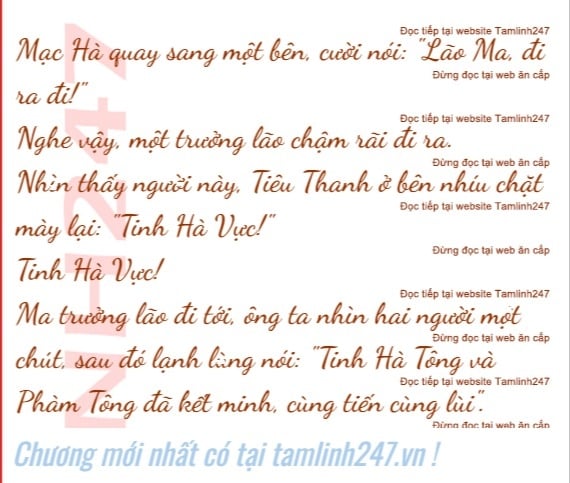 Đọc tiếp tại website Tamlinh247
Mạc Hà quay sang một bên, cười nói: "Lão Ma, đi
Đừng đọc tại web ăn cắp
ra đi!"
Đọc tiếp tại website Tamlinh247
Nghe vậy, một trưởng lão chậm rãi đi ra.
Đừng đọc tại web ăn cắp
Nhìn thấy người này, Tiêu Thanh ở bên nhíu chặt
Đọc tiếp tại website Tamlinh247
mày lại: "Tinh Hà Vực!"
Đừng đọc tại web ăn cắp
Tinh Hà Vực!
Đọc tiếp tại website Tamlinh247
Ma trưởng lão đi tới, ông ta nhìn hai người một
Đừng đọc tại web ăn cắp
chút, sau đó lạnh lùng nói: "Tinh Hà Tông và
Đọc tiếp tại website Tamlinh247
Phàm Tông đã kết minh, cùng tiến cùng lùi".
Đừng đọc tại web ăn cắp
NH247
Chương mới nhất có tại tamlinh247.vn !